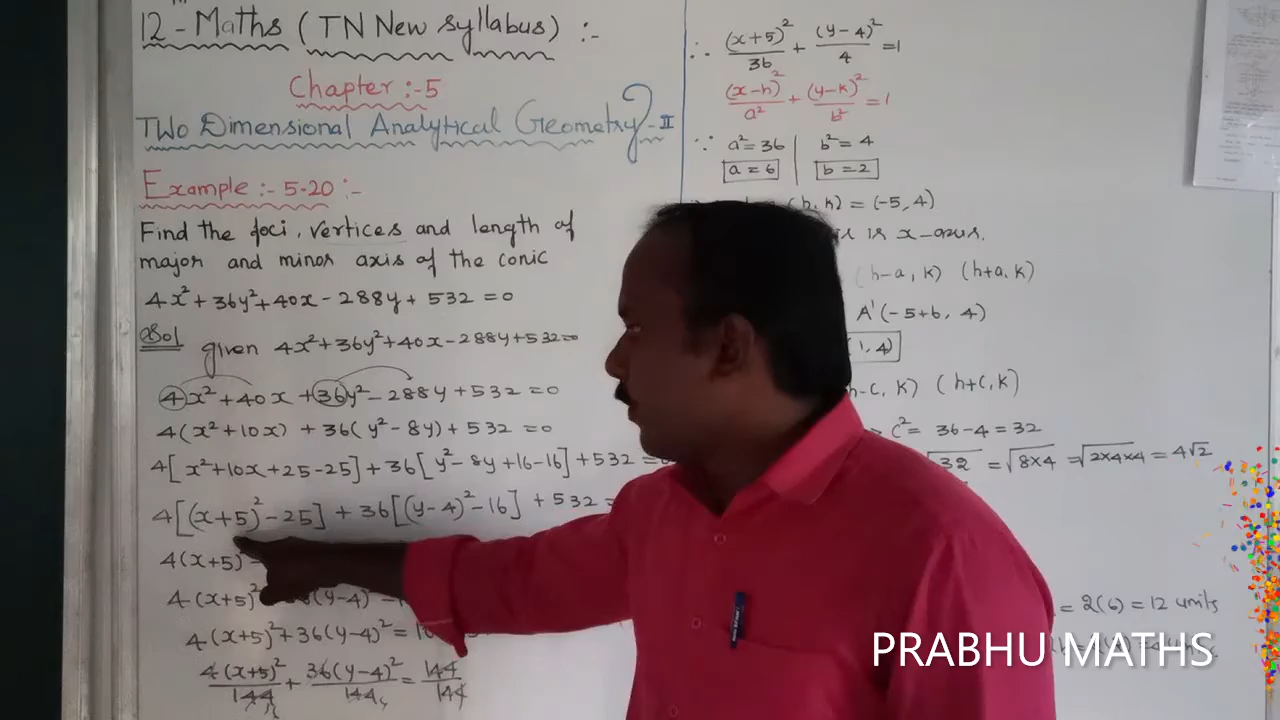 12 - Maths (TN New syllabus) :-
Chapter :- 5
Two Dimensional Analytical Geometry - II
Example :- 5.20 :-
Find the foci, vertices and length of
major and minor axis of the conic
4x² + 36y² + 40x - 288y + 532 = 0
Sol
given 4x² + 36y² + 40x - 288y + 532 =
4x² + 40x + 36y² - 288y + 532 = 0
4(x² + 10x) + 36(y² - 8y) + 532 = 0
4[x² + 10x + 25 - 25] + 36[y² - 8y + 16 - 16] + 532 =
4[(x+5)² - 25] + 36[(y-4)² - 16] + 532 =
4(x+5)²
4(x+5)² (y-4)
4(x+5)² + 36(y-4)² =
4(x+5)²/144 + 36(y-4)²/144 = 144/144
∴ (x+5)²/36 + (y-4)²/4 = 1
(x-h)²/a² + (y-k)²/b² = 1
∵ a² = 36 | b² = 4
a = 6 | b = 2
(h, k) = (-5, 4)
is x-axis.
(h-a, k) (h+a, k)
A'(-5+6, 4)
(1, 4)
h-c, k) (h+c, k)
c² = 36 - 4 = 32
√32 = √8×4 = √2×4×4 = 4√2
= 2(6) = 12 units
PRABHU MATHS